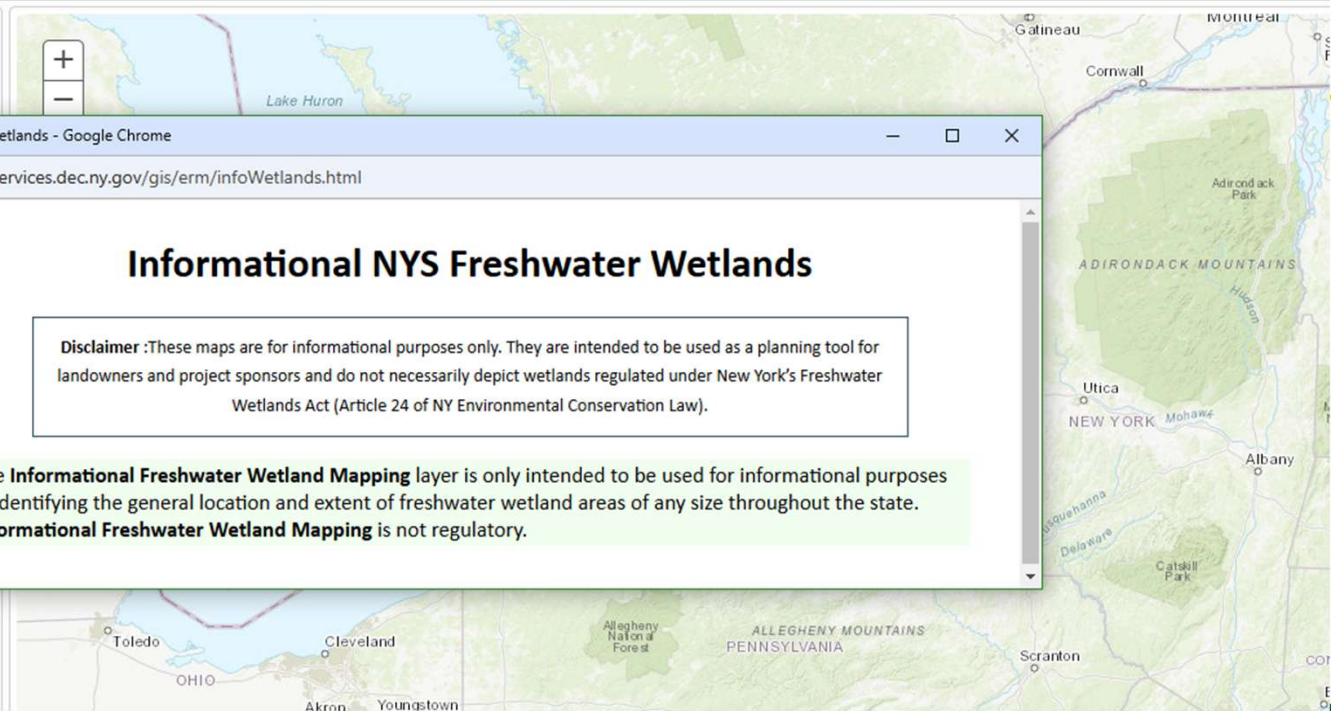 Montreal
Gatineau
Cornwall
+
−
Lake Huron
etlands - Google Chrome
ervices.dec.ny.gov/gis/erm/infoWetlands.html
Adirondack
Park
Informational NYS Freshwater Wetlands
ADIRONDACK MOUNTAINS
Hudson
Disclaimer :These maps are for informational purposes only. They are intended to be used as a planning tool for
landowners and project sponsors and do not necessarily depict wetlands regulated under New York's Freshwater
Wetlands Act (Article 24 of NY Environmental Conservation Law).
Utica
NEW YORK
Mohawk
Albany
e Informational Freshwater Wetland Mapping layer is only intended to be used for informational purposes
dentifying the general location and extent of freshwater wetland areas of any size throughout the state.
ormational Freshwater Wetland Mapping is not regulatory.
usquehanna
Delaware
Catskill
Park
Toledo
Cleveland
Allegheny
National
Forest
ALLEGHENY MOUNTAINS
PENNSYLVANIA
Scranton
OHIO
Akron
Youngstown